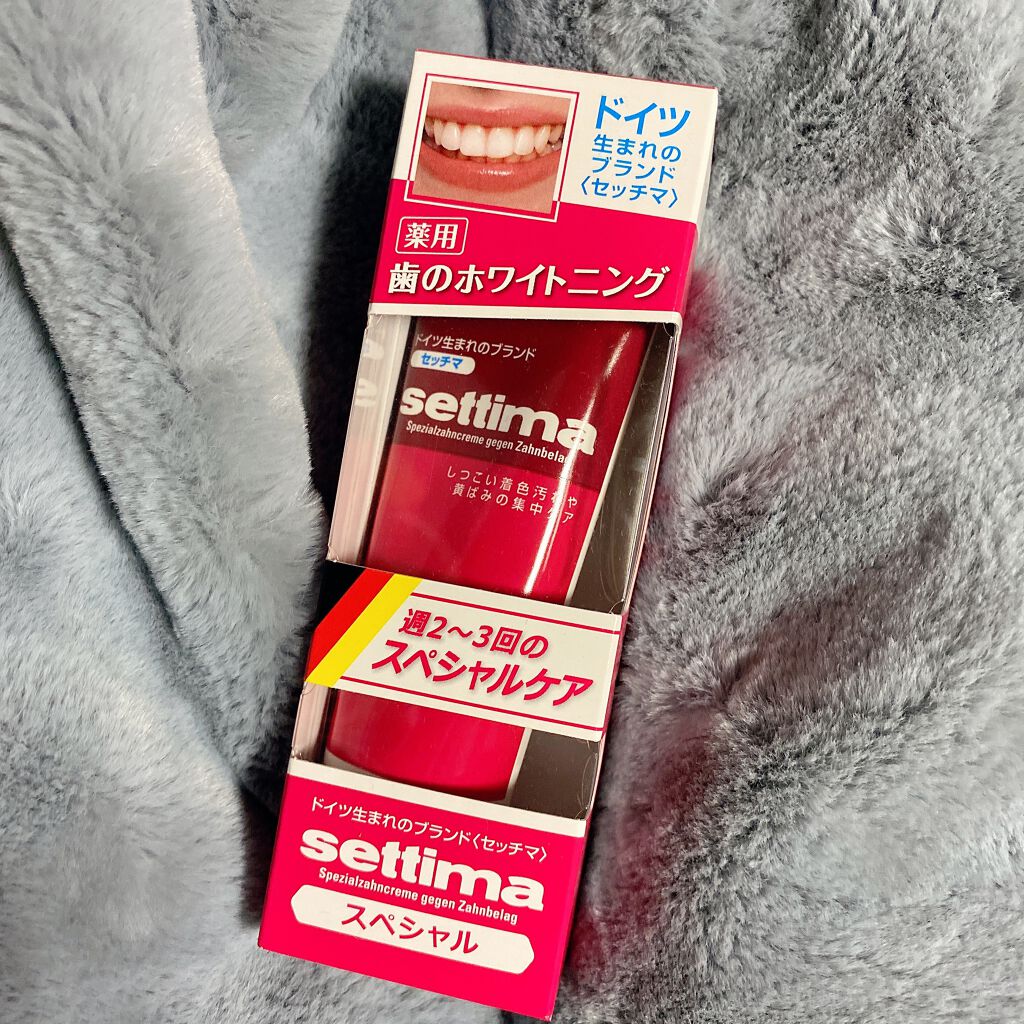 ドイツ
生まれの
ブランド
〈セッチマ〉
薬用
歯のホワイトニング
ドイツ生まれのブランド
セッチマ
settima
Spezialzahncreme gegen Zahnbelag
しつこい着色汚れや
黄ばみの集中ケア
週2~3回の
スペシャルケア
ドイツ生まれのブランド〈セッチマ〉
settima
Spezialzahncreme gegen Zahnbelag
スペシャル